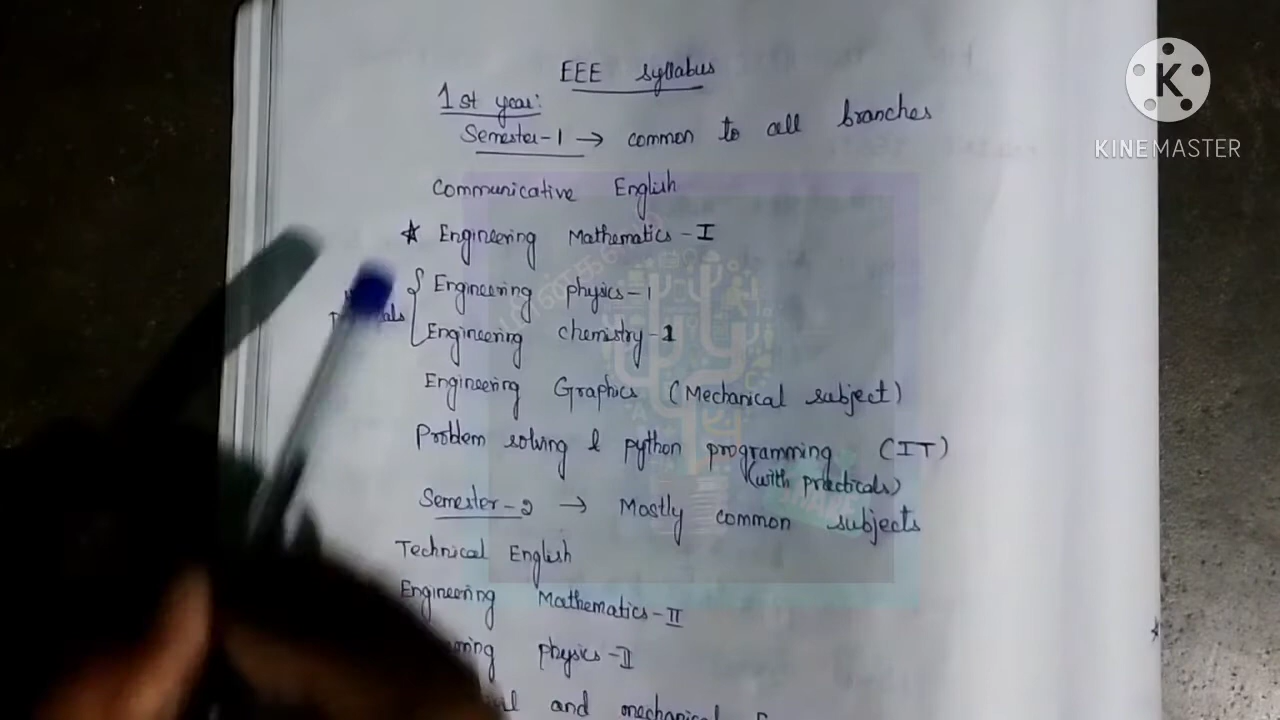 EEE syllabus
1st year:
Semester-1 → common to all branches
Communicative English
☆ Engineering Mathematics - I
Engineering physics-1
Engineering chemistry-1
Engineering Graphics (Mechanical subject)
Problem solving & python programming (IT)
(with practicals)
Semester-2 → Mostly common subjects
Technical English
Engineering Mathematics-II
physics-II
and mechanical
K
KINEMASTER